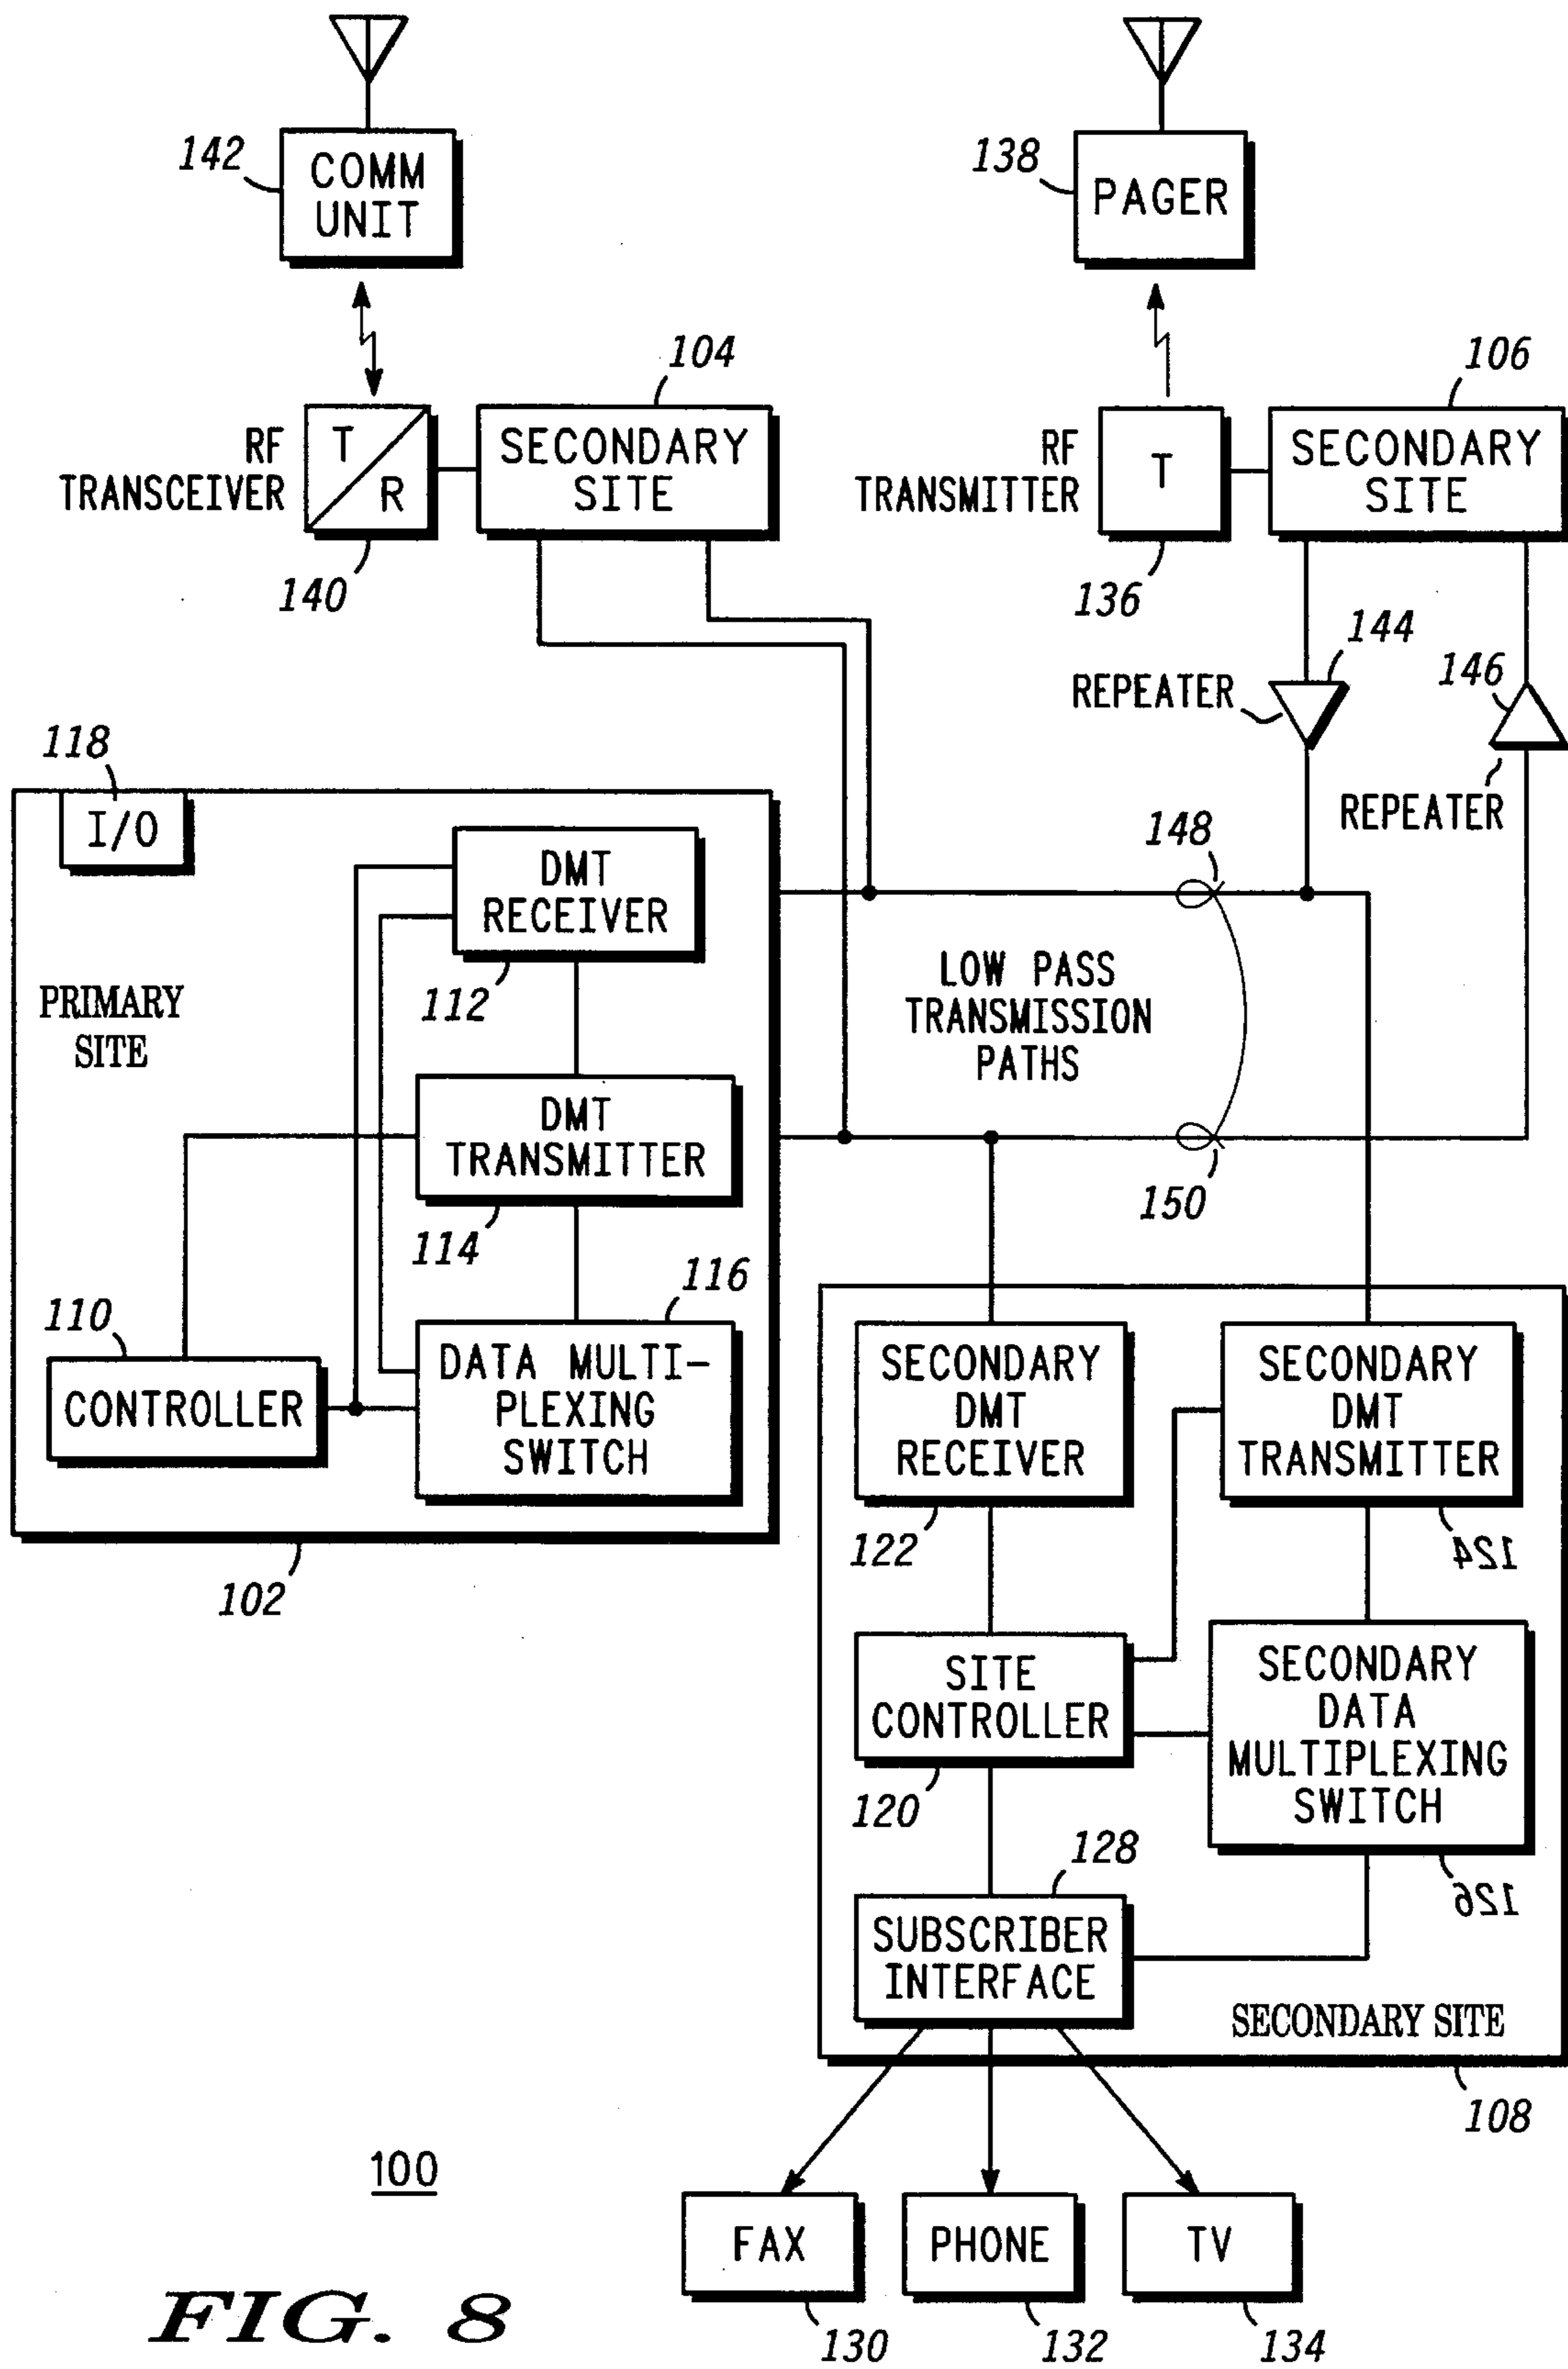 142
COMM
UNIT
138
PAGER
104
106
RF
TRANSCEIVER
T
R
SECONDARY
SITE
RF
TRANSMITTER
T
SECONDARY
SITE
140
136
144
REPEATER
146
REPEATER
118
I/O
148
DMT
RECEIVER
112
PRIMARY
SITE
LOW PASS
TRANSMISSION
PATHS
DMT
TRANSMITTER
114
150
116
110
CONTROLLER
DATA MULTI-
PLEXING
SWITCH
102
SECONDARY
DMT
RECEIVER
122
SECONDARY
DMT
TRANSMITTER
124
SITE
CONTROLLER
120
SECONDARY
DATA
MULTIPLEXING
SWITCH
126
128
SUBSCRIBER
INTERFACE
SECONDARY SITE
108
100
FAX
130
PHONE
132
TV
134
FIG. 8